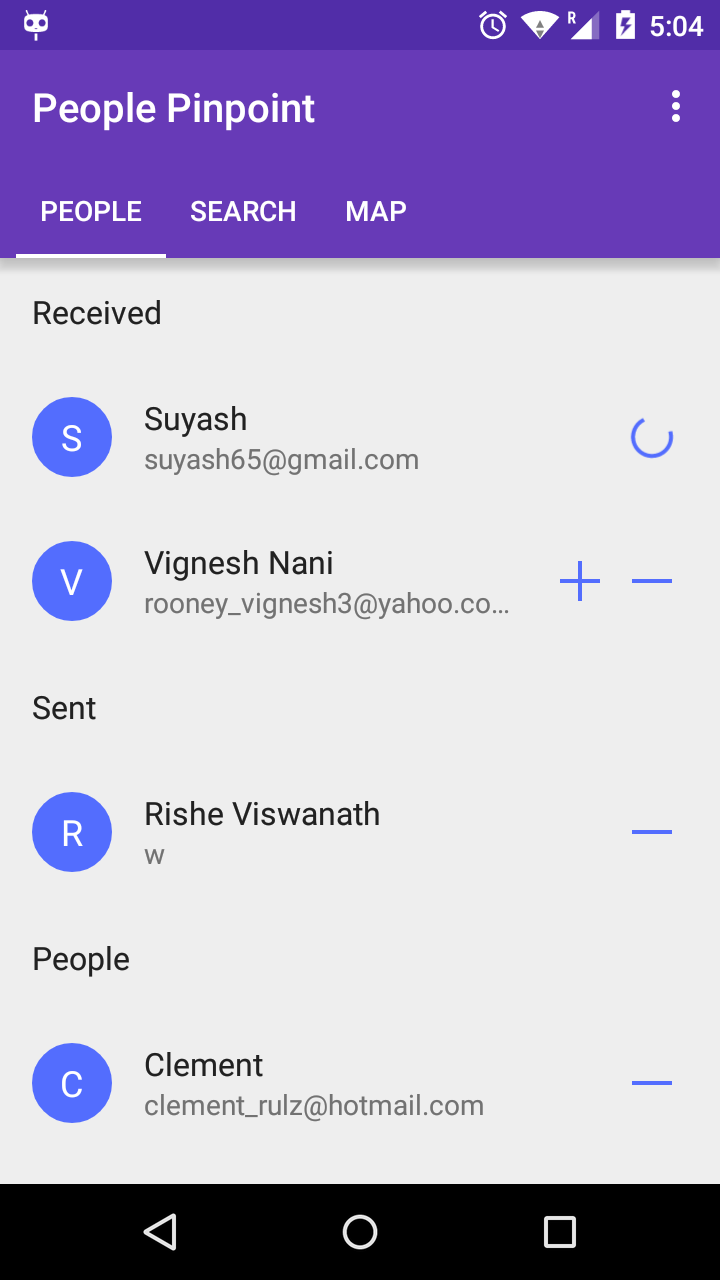 R
5:04
People Pinpoint
PEOPLE SEARCH MAP
Received
S
Suyash
suyash65@gmail.com
V
Vignesh Nani
rooney_vignesh3@yahoo.co...
Sent
R
Rishe Viswanath
w
People
C
Clement
clement_rulz@hotmail.com